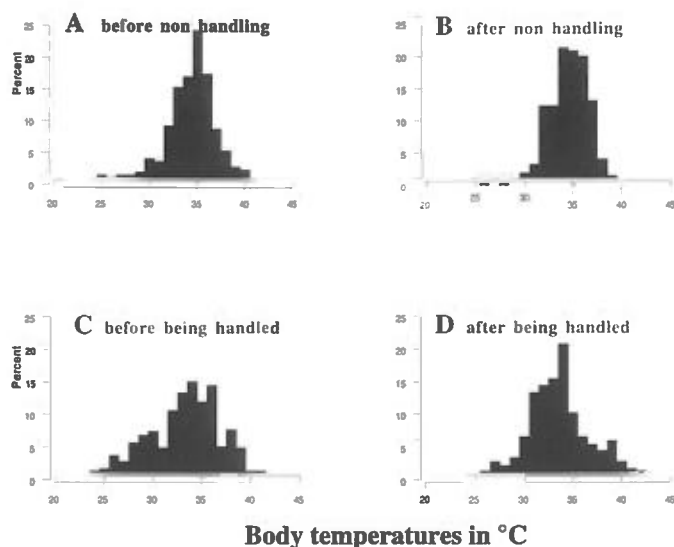 A before non handling
B after non handling
Percent
25
20
15
10
5
0
20 25 30 35 40 45
25
20
15
10
5
0
20 25 30 35 40 45
C before being handled
D after being handled
Percent
25
20
15
10
5
0
20 25 30 35 40 45
25
20
15
10
5
0
20 25 30 35 40 45
Body temperatures in °C